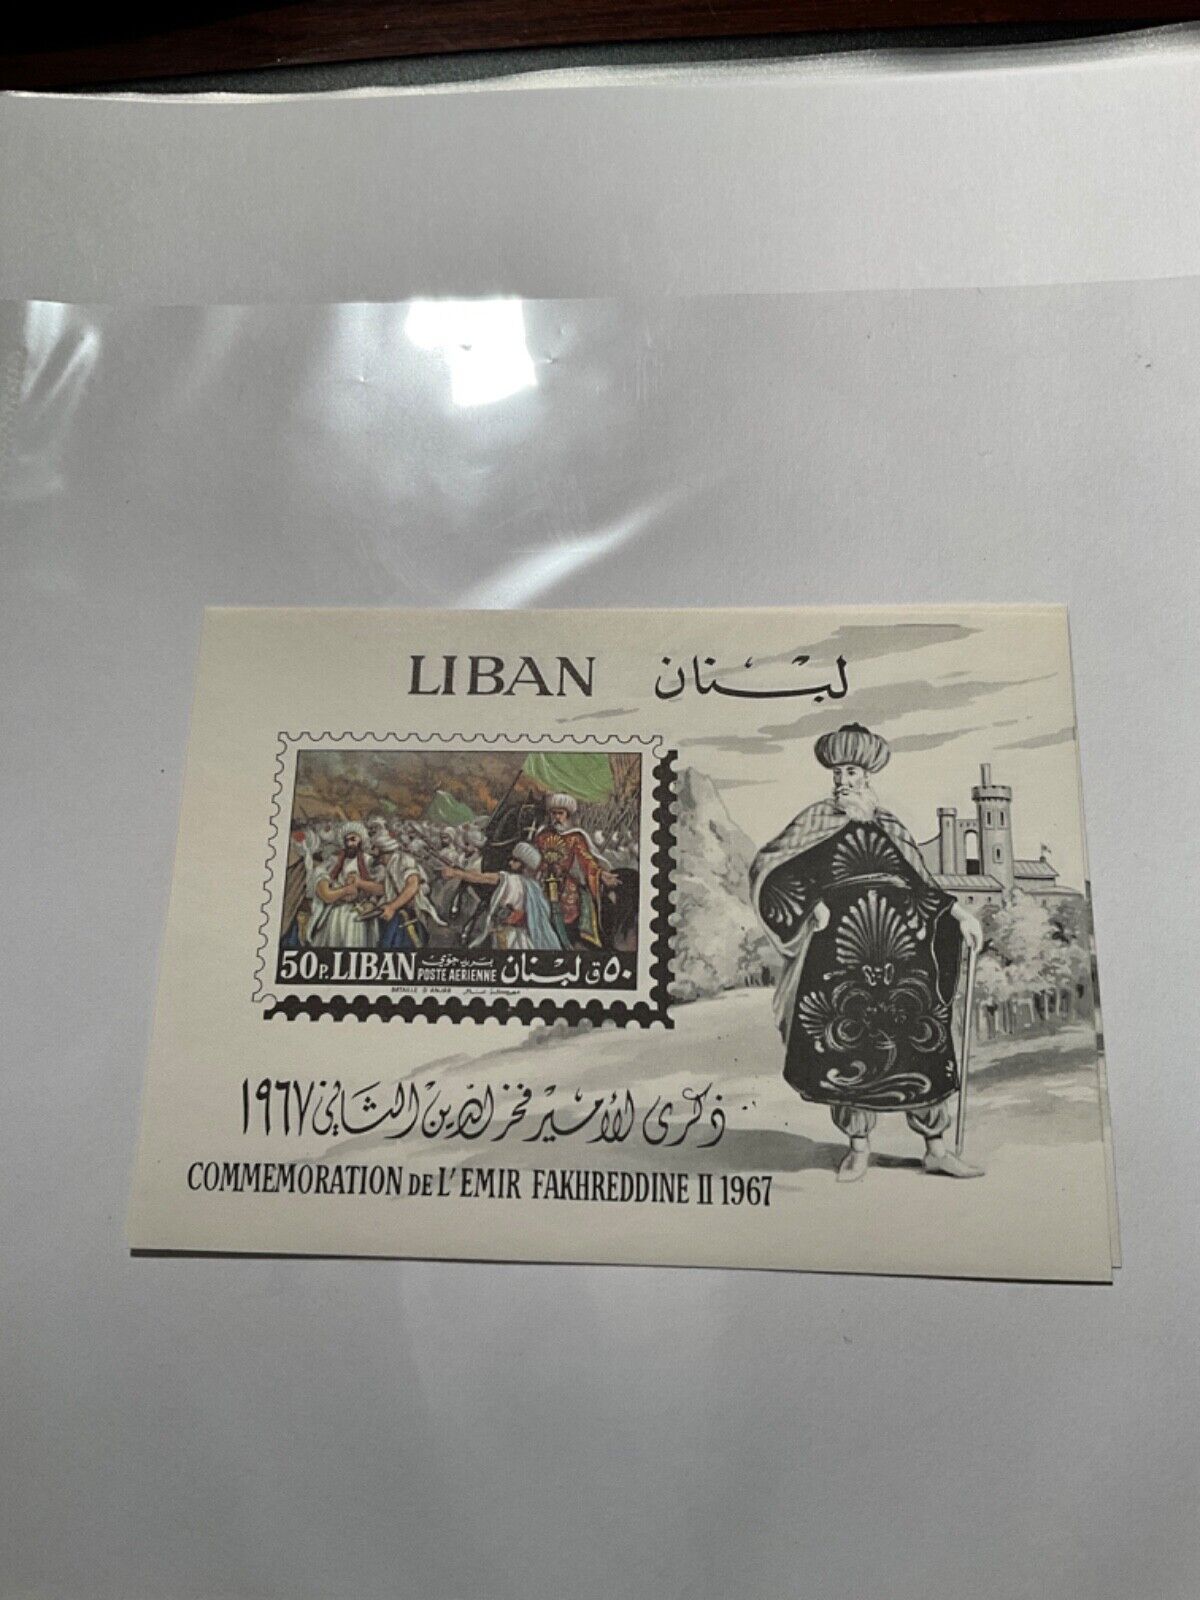 LIBAN لبنان
50P. LIBAN POSTE AERIENNE بريد جوي لبنان ٥٠ ق
BATAILLE D'ANJAR
ذكرى الأمير فخر الدين الثاني ١٩٦٧
COMMEMORATION DE L'EMIR FAKHREDDINE II 1967